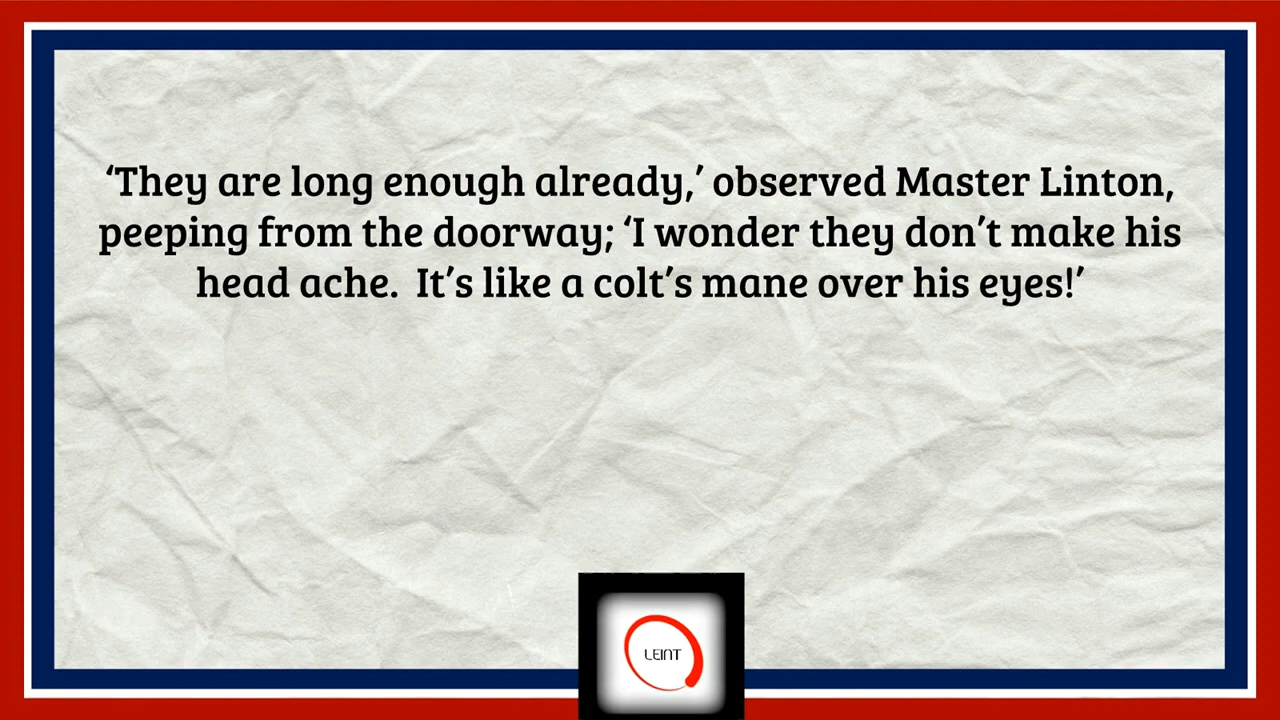 ‘They are long enough already,’ observed Master Linton,
peeping from the doorway; ‘I wonder they don’t make his
head ache.  It’s like a colt’s mane over his eyes!’
LEINT